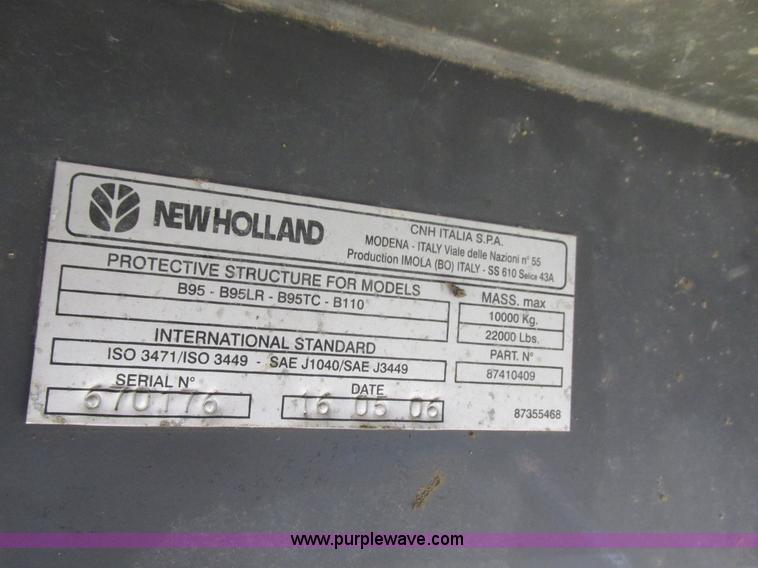 NEW HOLLAND
CNH ITALIA S.P.A.
MODENA - ITALY Viale delle Nazioni n° 55
Production IMOLA (BO) ITALY - SS 610 Selice 43A
PROTECTIVE STRUCTURE FOR MODELS
B95 - B95LR - B95TC - B110
MASS. max
10000 Kg.
22000 Lbs.
INTERNATIONAL STANDARD
ISO 3471/ISO 3449 - SAE J1040/SAE J3449
PART. N°
87410409
SERIAL N°
670176
DATE
16 05 06
87355468
www.purplewave.com